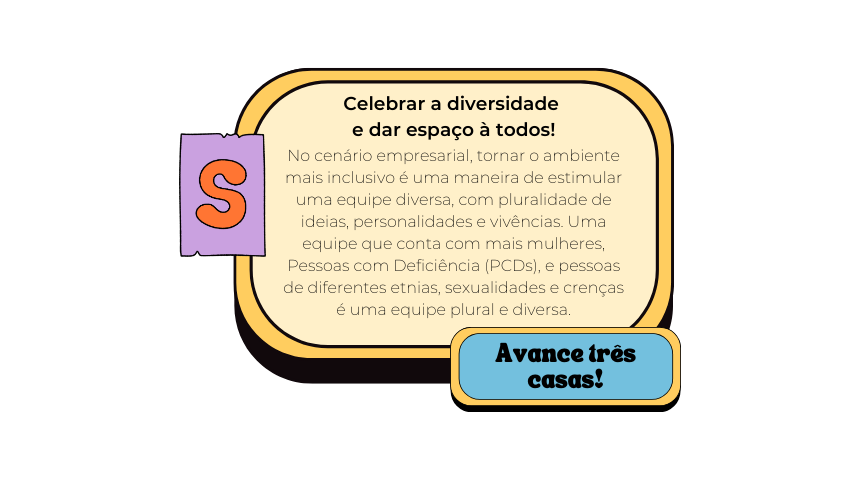 Celebrar a diversidade
e dar espaço à todos!
S
No cenário empresarial, tornar o ambiente
mais inclusivo é uma maneira de estimular
uma equipe diversa, com pluralidade de
ideias, personalidades e vivências. Uma
equipe que conta com mais mulheres,
Pessoas com Deficiência (PCDs), e pessoas
de diferentes etnias, sexualidades e crenças
é uma equipe plural e diversa.
Avance três
casas!